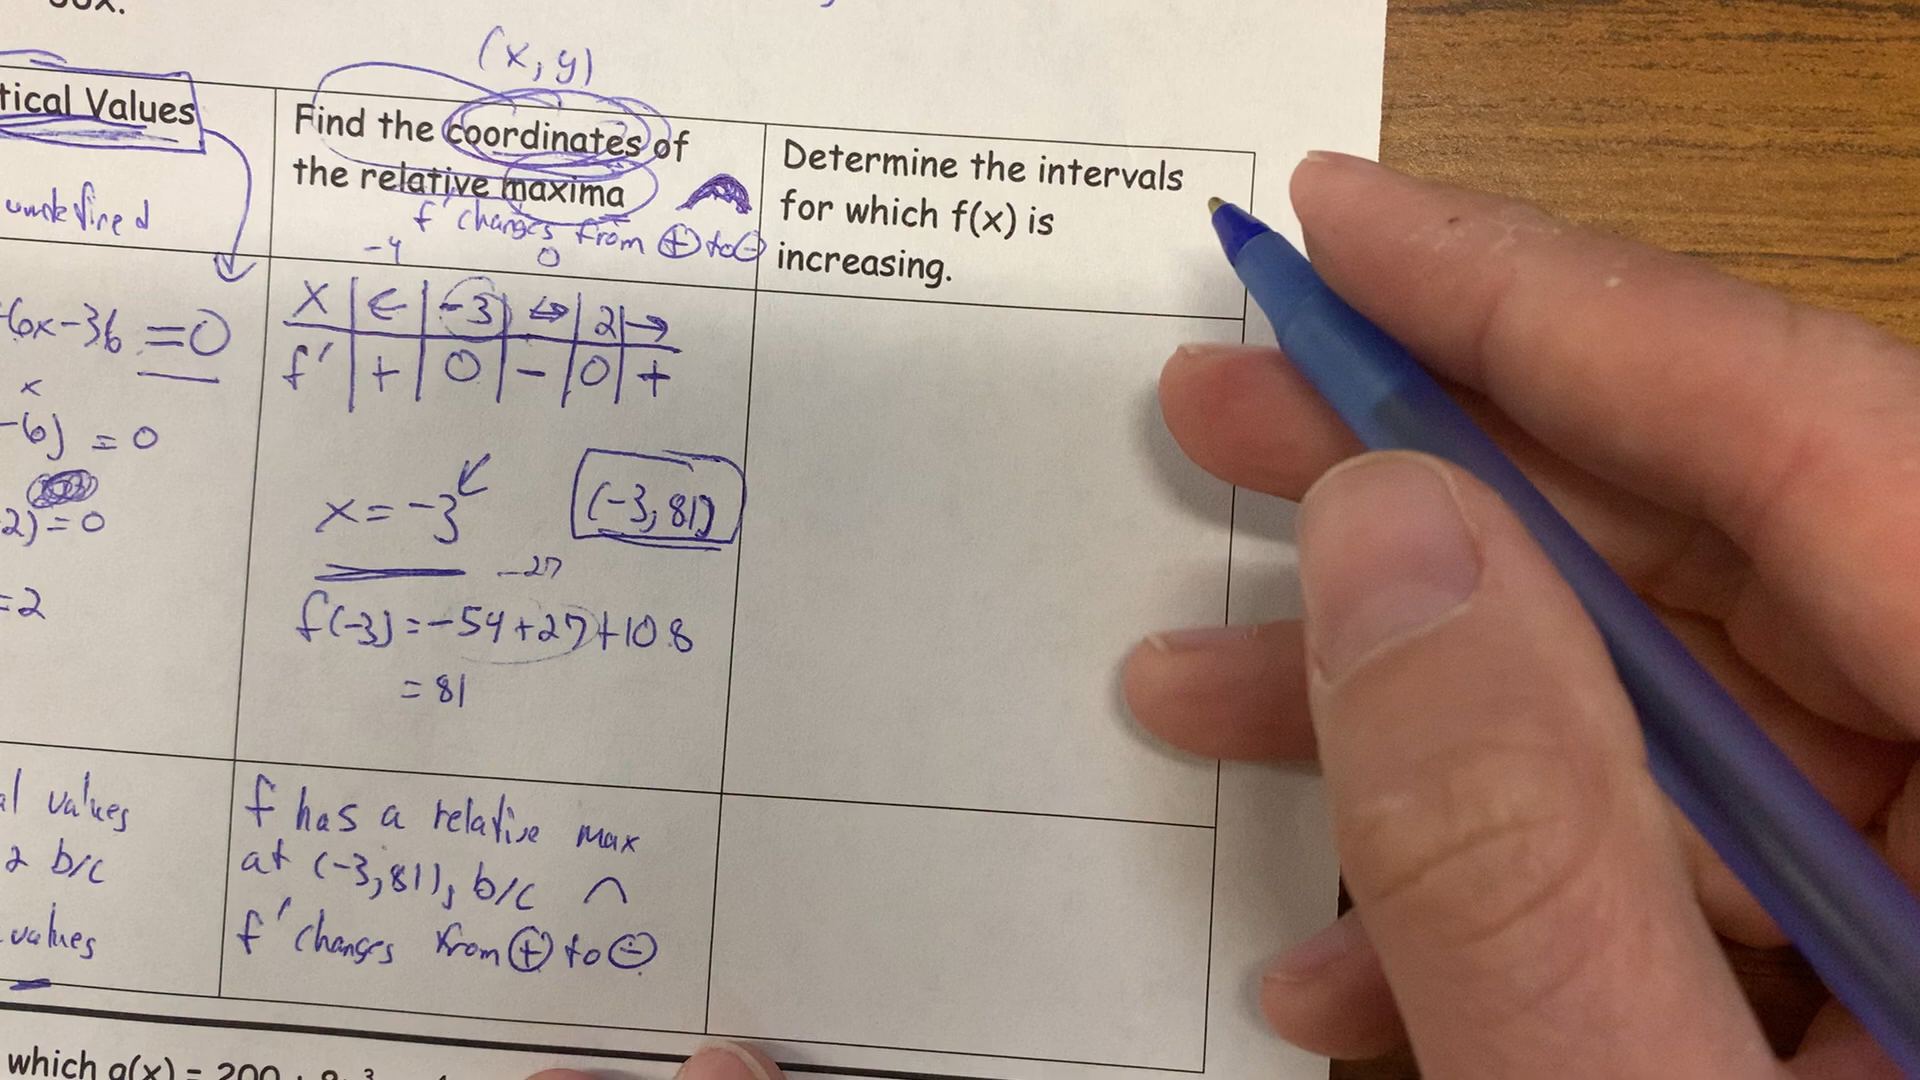 (x, y)
tical Values
undefined
-6x-36 =0
x
-6) = 0
2)=0
=2
al values
2 b/c
values
Find the coordinates of
the relative maxima
f changes from + to -
-4 0
X ← -3 ↔ 2 →
f' + 0 - 0 +
x = -3
(-3, 81)
-27
f(-3) = -54+27+108
= 81
f has a relative max
at (-3,81), b/c
f' changes from + to -
Determine the intervals
for which f(x) is
increasing.
which g(x) = 200